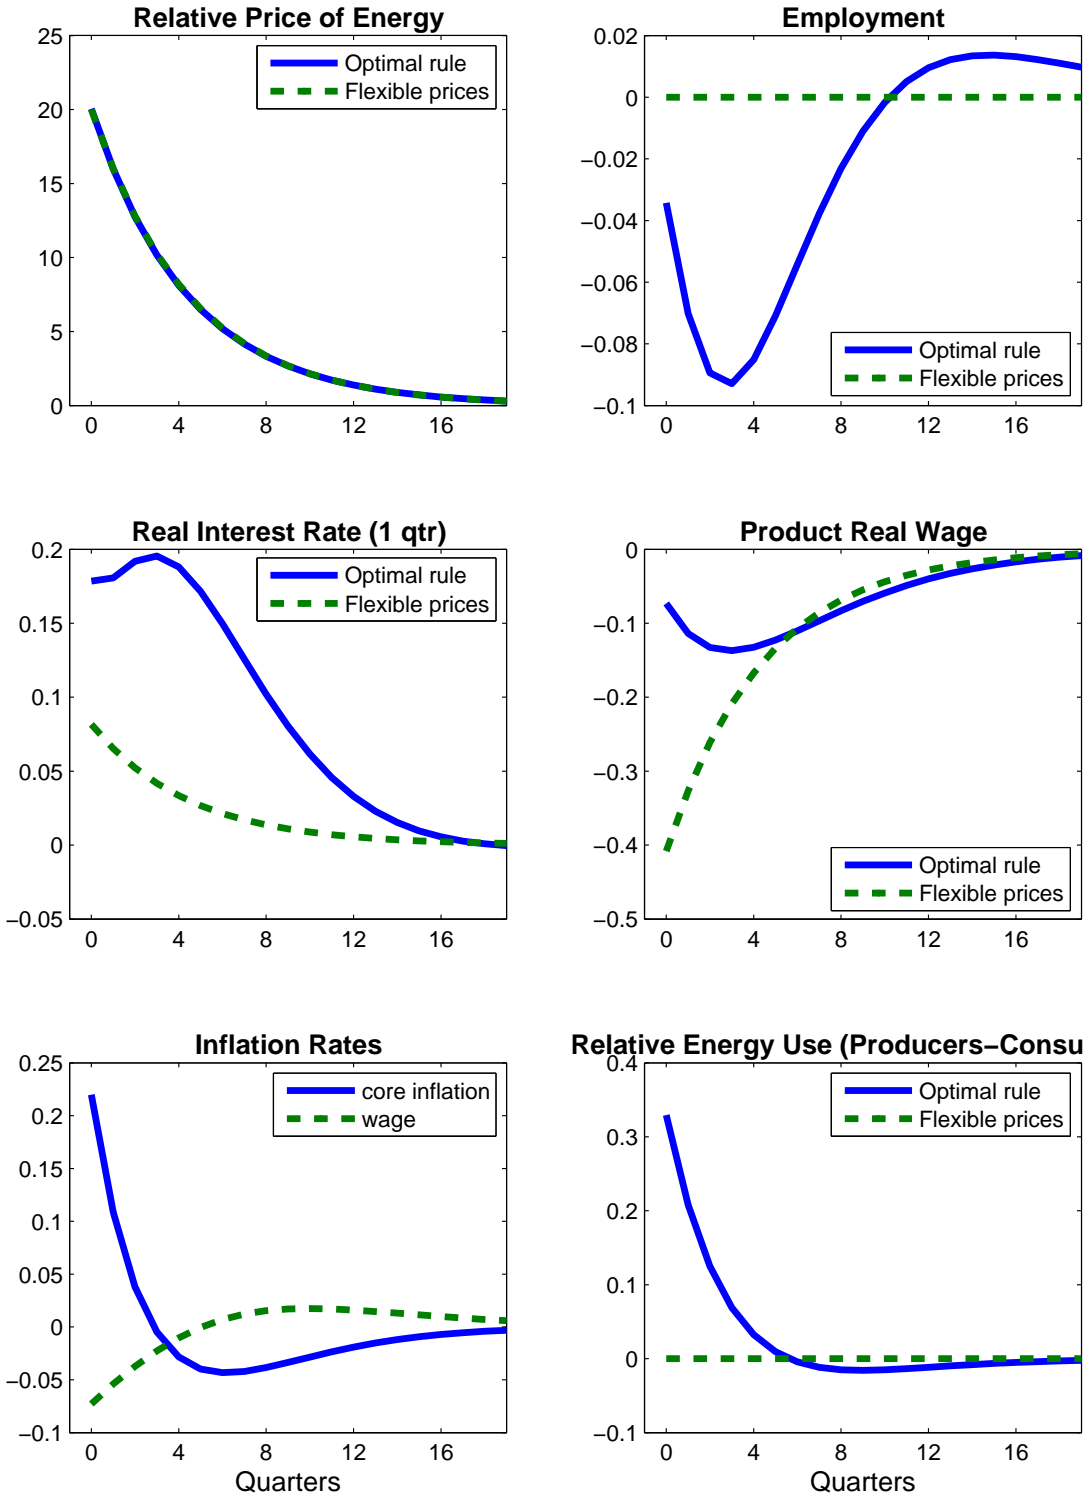 Relative Price of Energy
25
20
15
10
5
0
0 4 8 12 16
Optimal rule
Flexible prices
Employment
0.02
0
−0.02
−0.04
−0.06
−0.08
−0.1
0 4 8 12 16
Optimal rule
Flexible prices
Real Interest Rate (1 qtr)
0.2
0.15
0.1
0.05
0
−0.05
0 4 8 12 16
Optimal rule
Flexible prices
Product Real Wage
0
−0.1
−0.2
−0.3
−0.4
−0.5
0 4 8 12 16
Optimal rule
Flexible prices
Inflation Rates
0.25
0.2
0.15
0.1
0.05
0
−0.05
−0.1
0 4 8 12 16
core inflation
wage
Quarters
Relative Energy Use (Producers−Consu
0.4
0.3
0.2
0.1
0
−0.1
0 4 8 12 16
Optimal rule
Flexible prices
Quarters